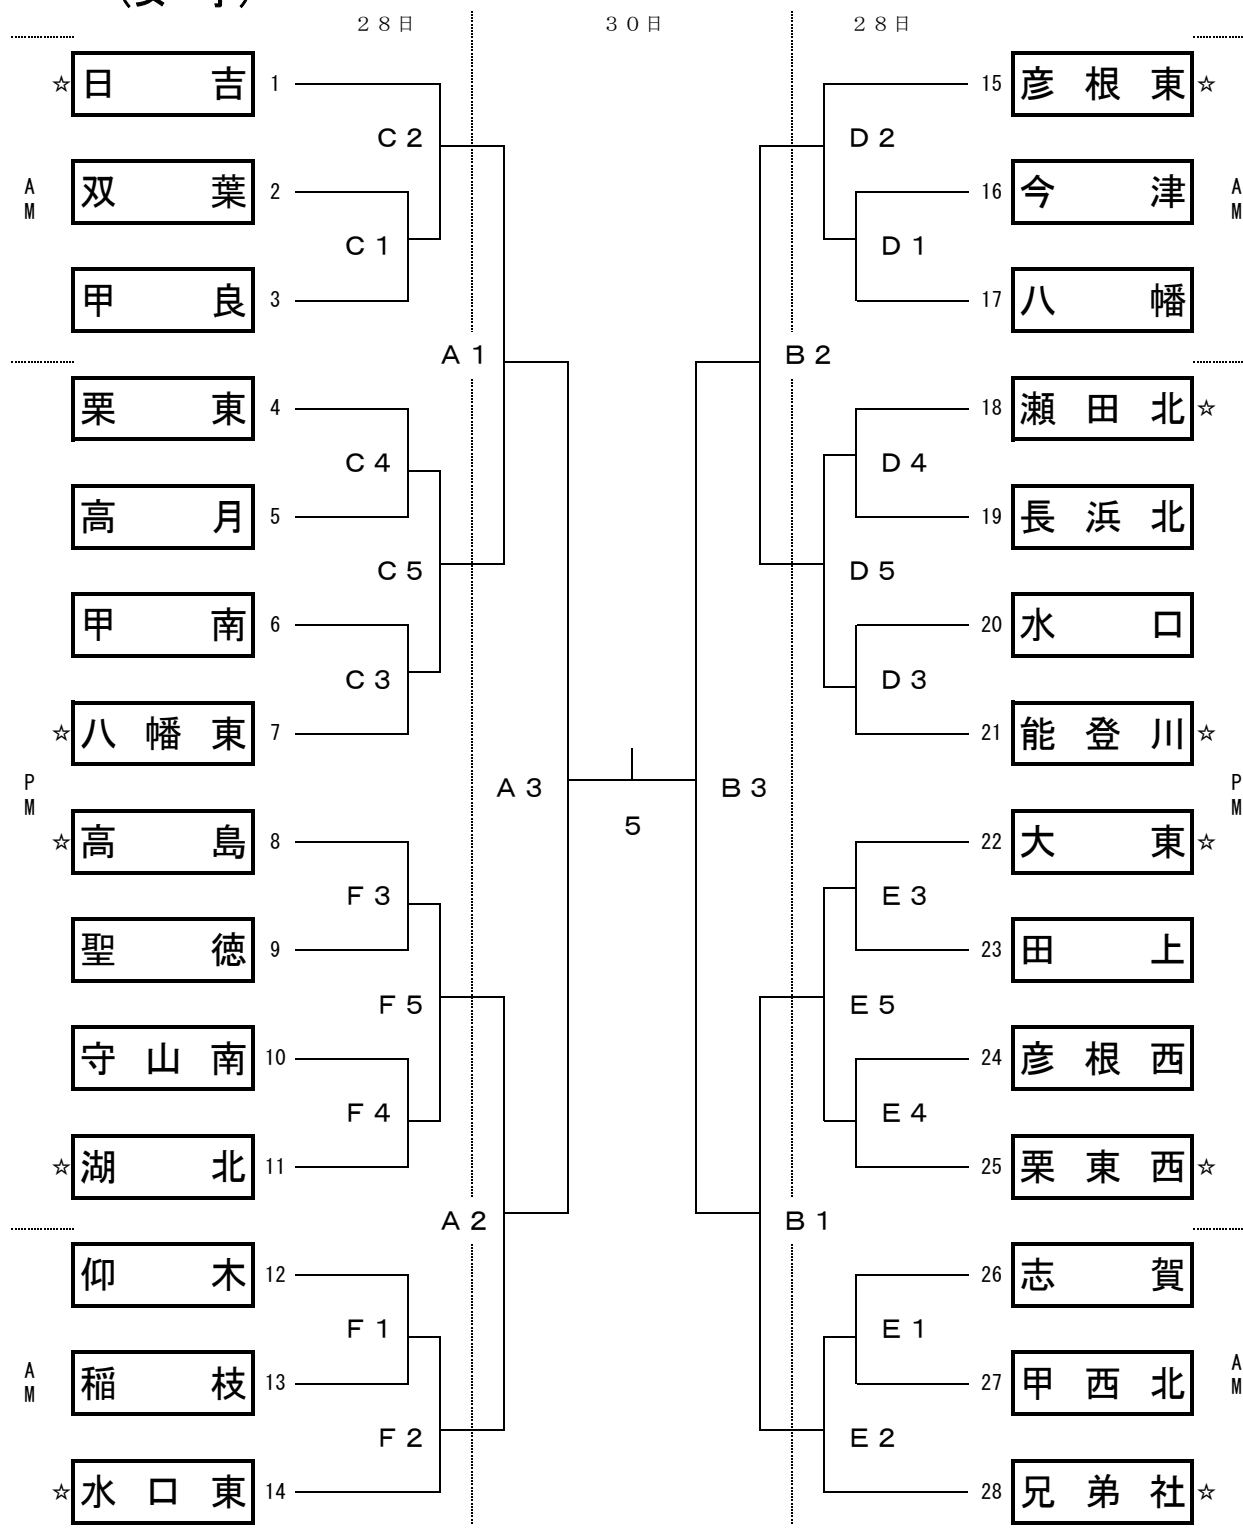 ２８日 ３０日 ２８日
☆ 日吉 1 15 彦根東 ☆
C2 D2
AM 双葉 2 16 今津 AM
C1 D1
甲良 3 17 八幡
A1 B2
栗東 4 18 瀬田北 ☆
C4 D4
高月 5 19 長浜北
C5 D5
甲南 6 20 水口
C3 D3
☆ 八幡東 7 21 能登川 ☆
PM A3 B3 PM
5
☆ 高島 8 22 大東 ☆
F3 E3
聖徳 9 23 田上
F5 E5
守山南 10 24 彦根西
F4 E4
☆ 湖北 11 25 栗東西 ☆
A2 B1
仰木 12 26 志賀
F1 E1
AM 稲枝 13 27 甲西北 AM
F2 E2
☆ 水口東 14 28 兄弟社 ☆